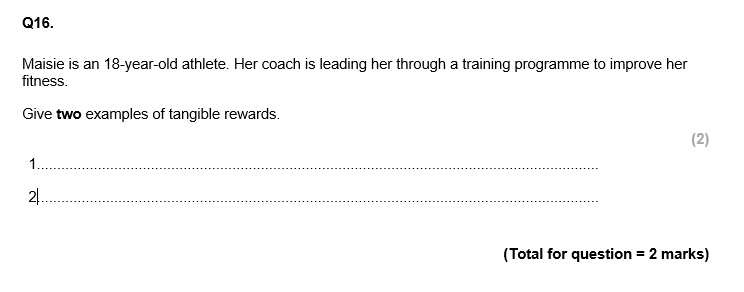 Q16.
Maisie is an 18-year-old athlete. Her coach is leading her through a training programme to improve her
fitness.
Give two examples of tangible rewards.
(2)
1...........................................................................................................................................
2...........................................................................................................................................
(Total for question = 2 marks)